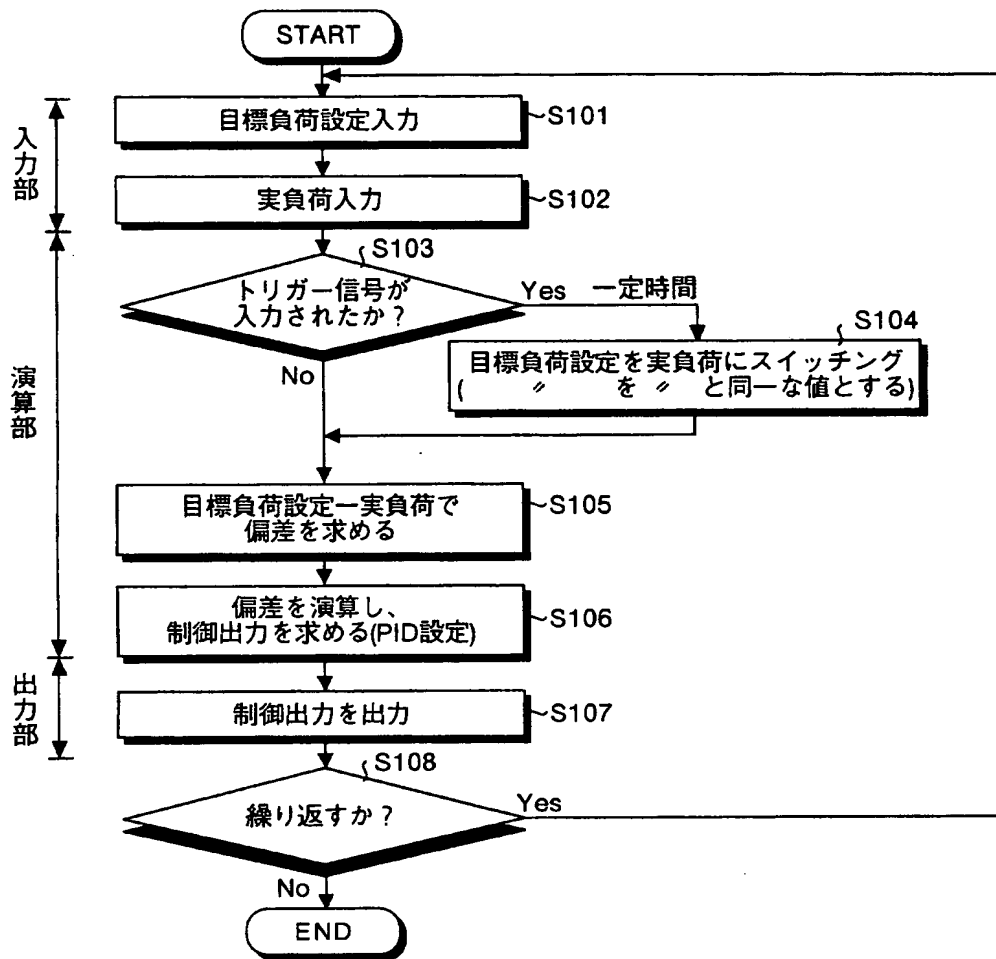 START
目標負荷設定入力
S101
入力部
実負荷入力
S102
S103
トリガー信号が
入力されたか？
Yes 一定時間
No
S104
目標負荷設定を実負荷にスイッチング
( 〃 を 〃 と同一な値とする)
演算部
目標負荷設定ー実負荷で
偏差を求める
S105
偏差を演算し、
制御出力を求める(PID設定)
S106
出力部
制御出力を出力
S107
S108
繰り返すか？
Yes
No
END